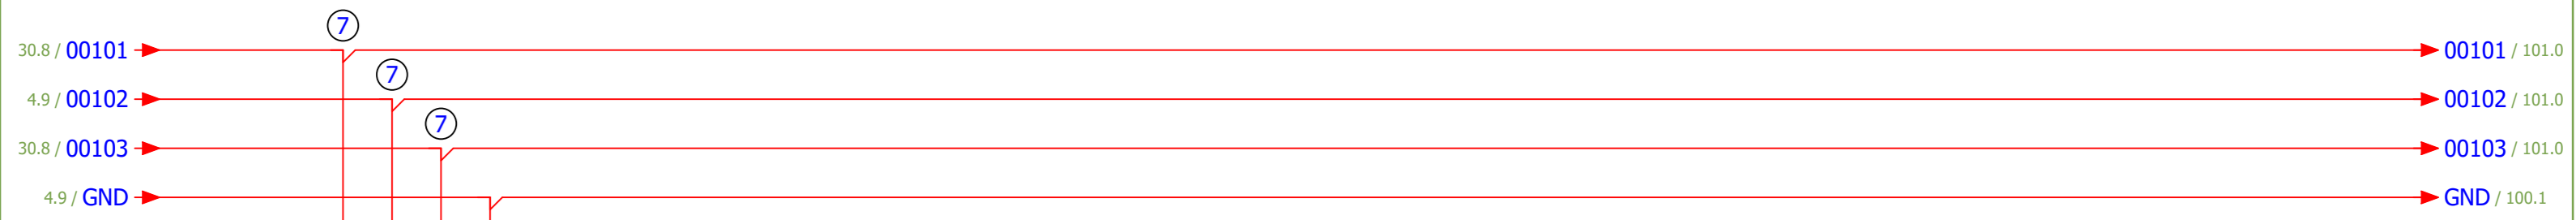 7
30.8 / 00101 00101 / 101.0
7
4.9 / 00102 00102 / 101.0
7
30.8 / 00103 00103 / 101.0
4.9 / GND GND / 100.1